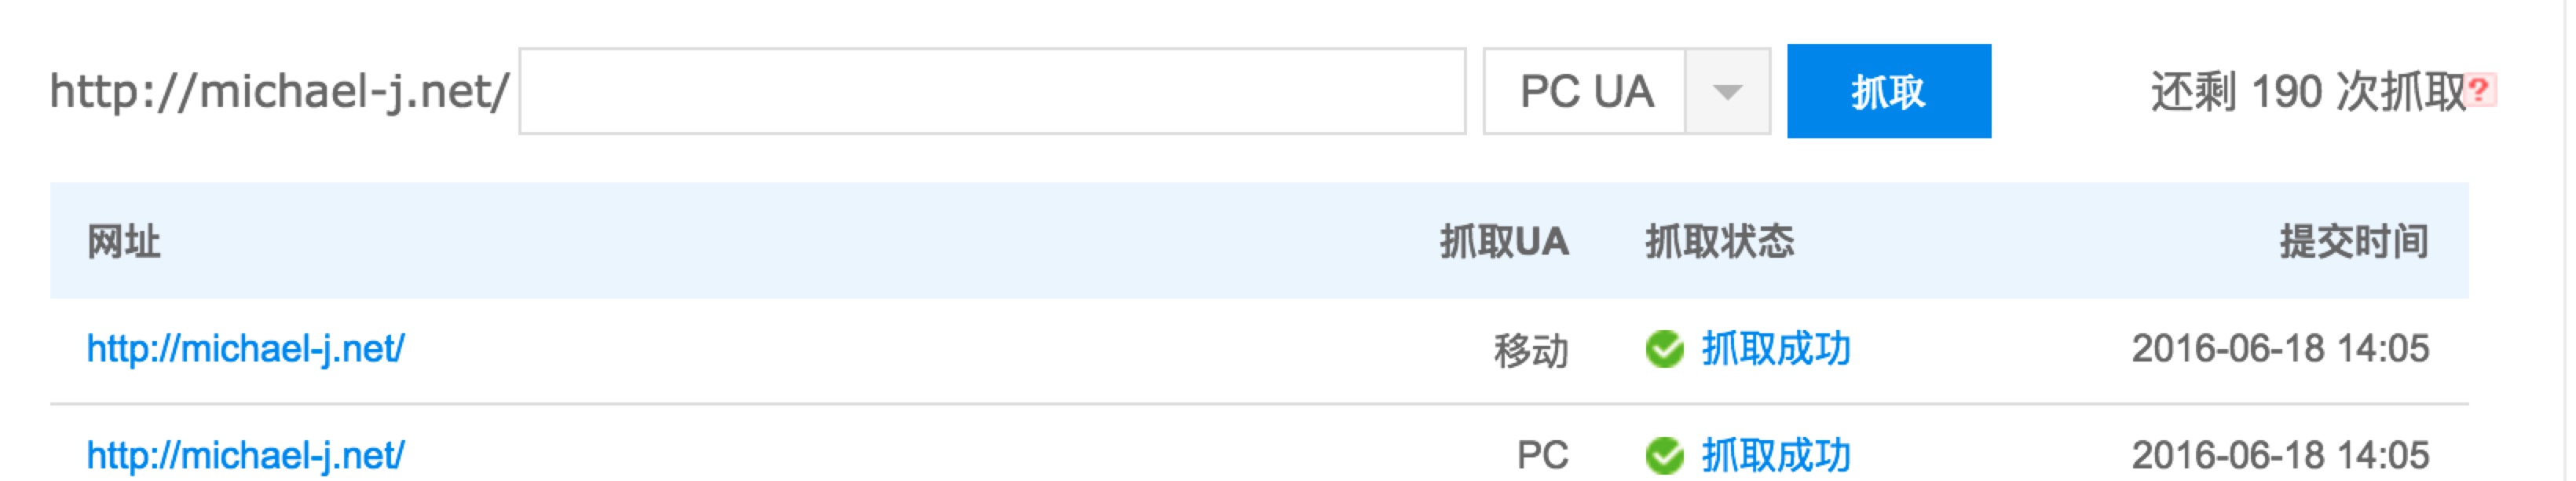 http://michael-j.net/ PC UA 抓取 还剩 190 次抓取?
网址 抓取UA 抓取状态 提交时间
http://michael-j.net/ 移动 抓取成功 2016-06-18 14:05
http://michael-j.net/ PC 抓取成功 2016-06-18 14:05